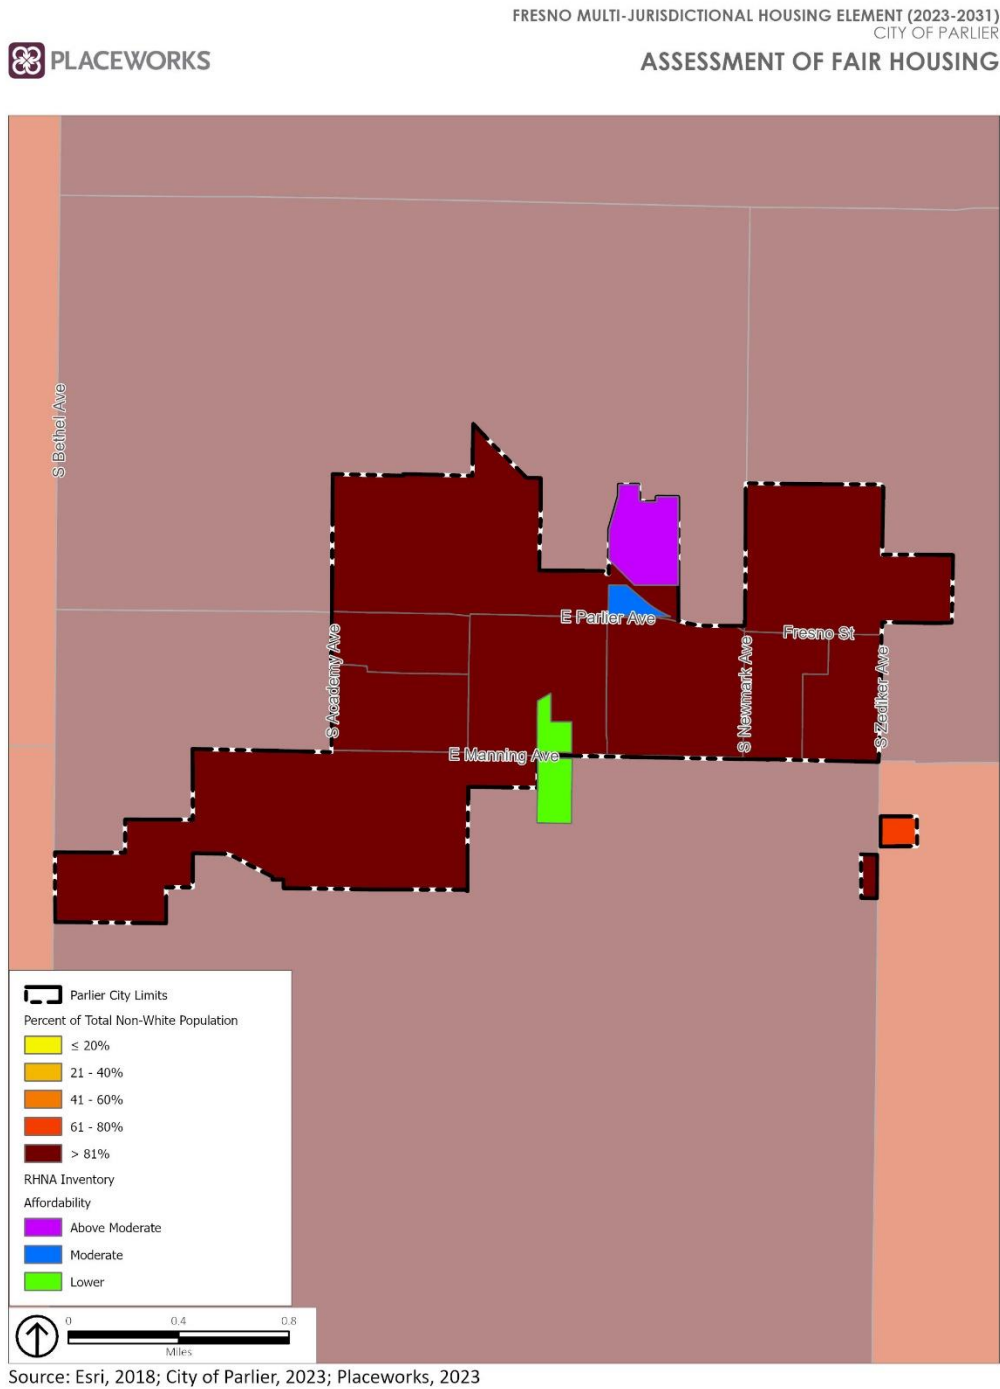 FRESNO MULTI-JURISDICTIONAL HOUSING ELEMENT (2023-2031)
CITY OF PARLIER
PLACEWORKS
ASSESSMENT OF FAIR HOUSING
S Bethel Ave
E Parlier Ave
Fresno St
S Academy Ave
S Newmark Ave
S Zediker Ave
E Manning Ave
Parlier City Limits
Percent of Total Non-White Population
≤ 20%
21 - 40%
41 - 60%
61 - 80%
> 81%
RHNA Inventory
Affordability
Above Moderate
Moderate
Lower
0 0.4 0.8
Miles
Source: Esri, 2018; City of Parlier, 2023; Placeworks, 2023